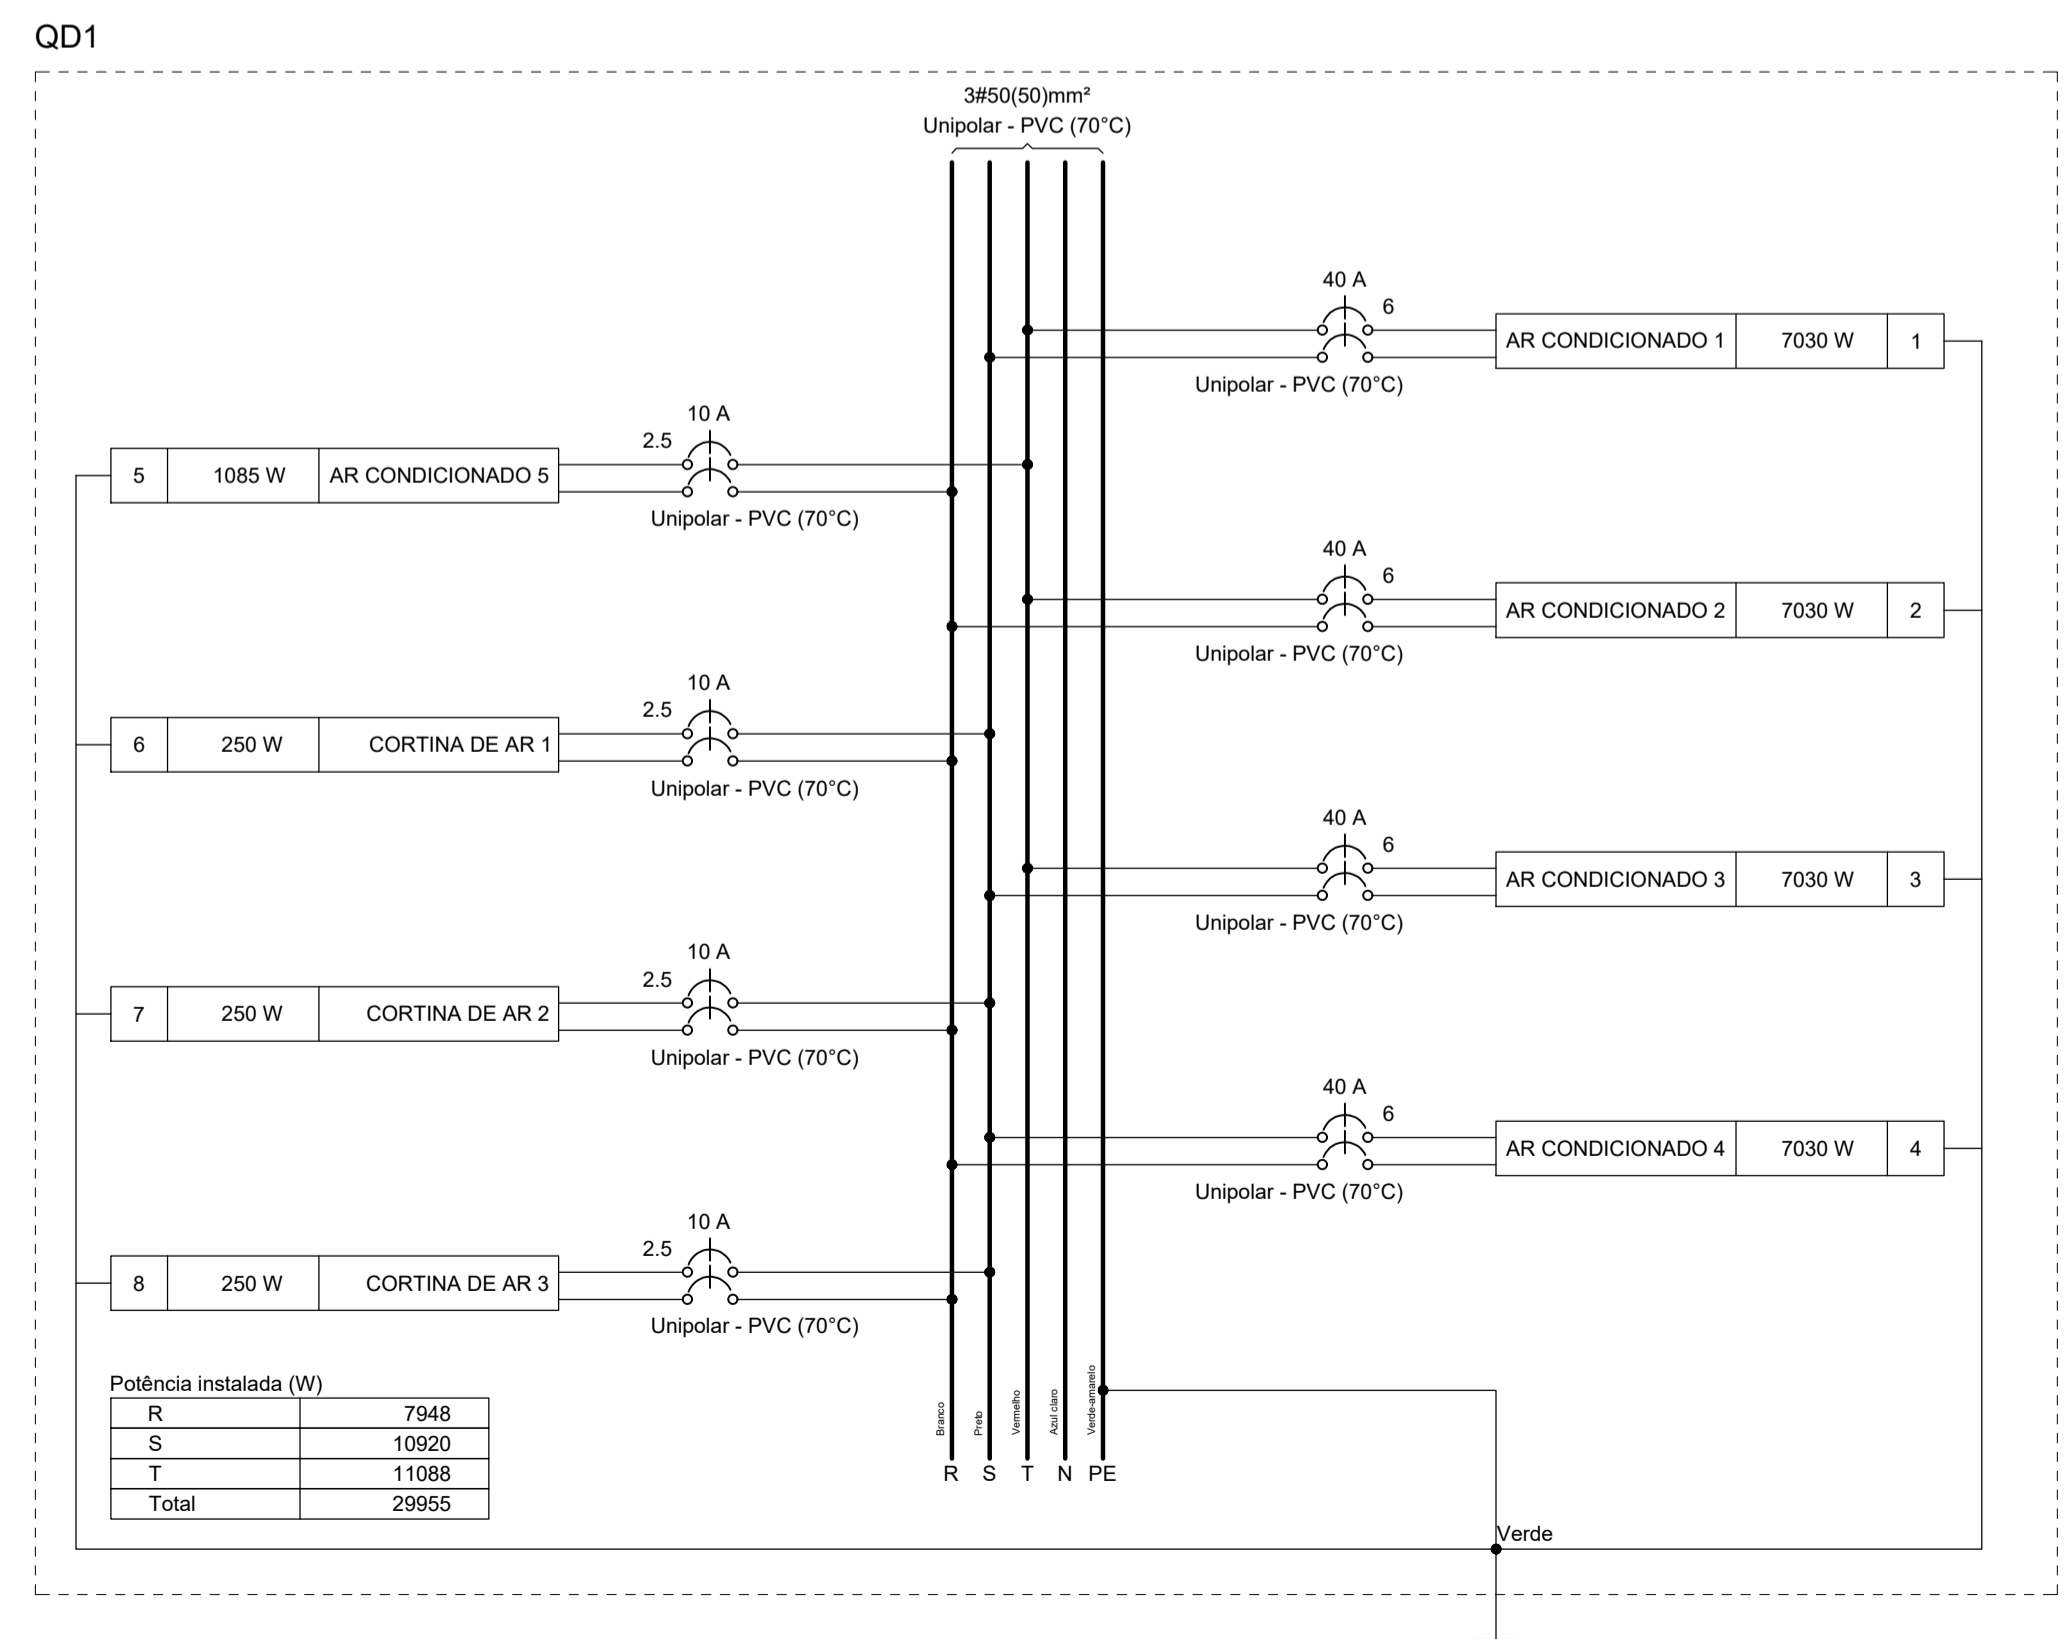 QD1
3#50(50)mm²
Unipolar - PVC (70°C)
40 A
6
AR CONDICIONADO 1 7030 W 1
Unipolar - PVC (70°C)
10 A
2.5
5 1085 W AR CONDICIONADO 5
Unipolar - PVC (70°C)
40 A
6
AR CONDICIONADO 2 7030 W 2
Unipolar - PVC (70°C)
10 A
2.5
6 250 W CORTINA DE AR 1
Unipolar - PVC (70°C)
40 A
6
AR CONDICIONADO 3 7030 W 3
Unipolar - PVC (70°C)
10 A
2.5
7 250 W CORTINA DE AR 2
Unipolar - PVC (70°C)
40 A
6
AR CONDICIONADO 4 7030 W 4
Unipolar - PVC (70°C)
10 A
2.5
8 250 W CORTINA DE AR 3
Unipolar - PVC (70°C)
Potência instalada (W)
R 7948
S 10920
T 11088
Total 29955
Branco
Preto
Vermelho
Azul claro
Verde-amarelo
R S T N PE
Verde